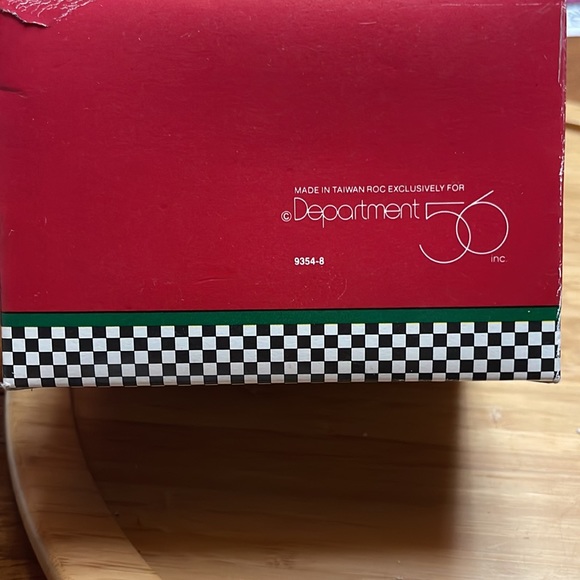 MADE IN TAIWAN ROC EXCLUSIVELY FOR
© Department 56
inc.
9354-8